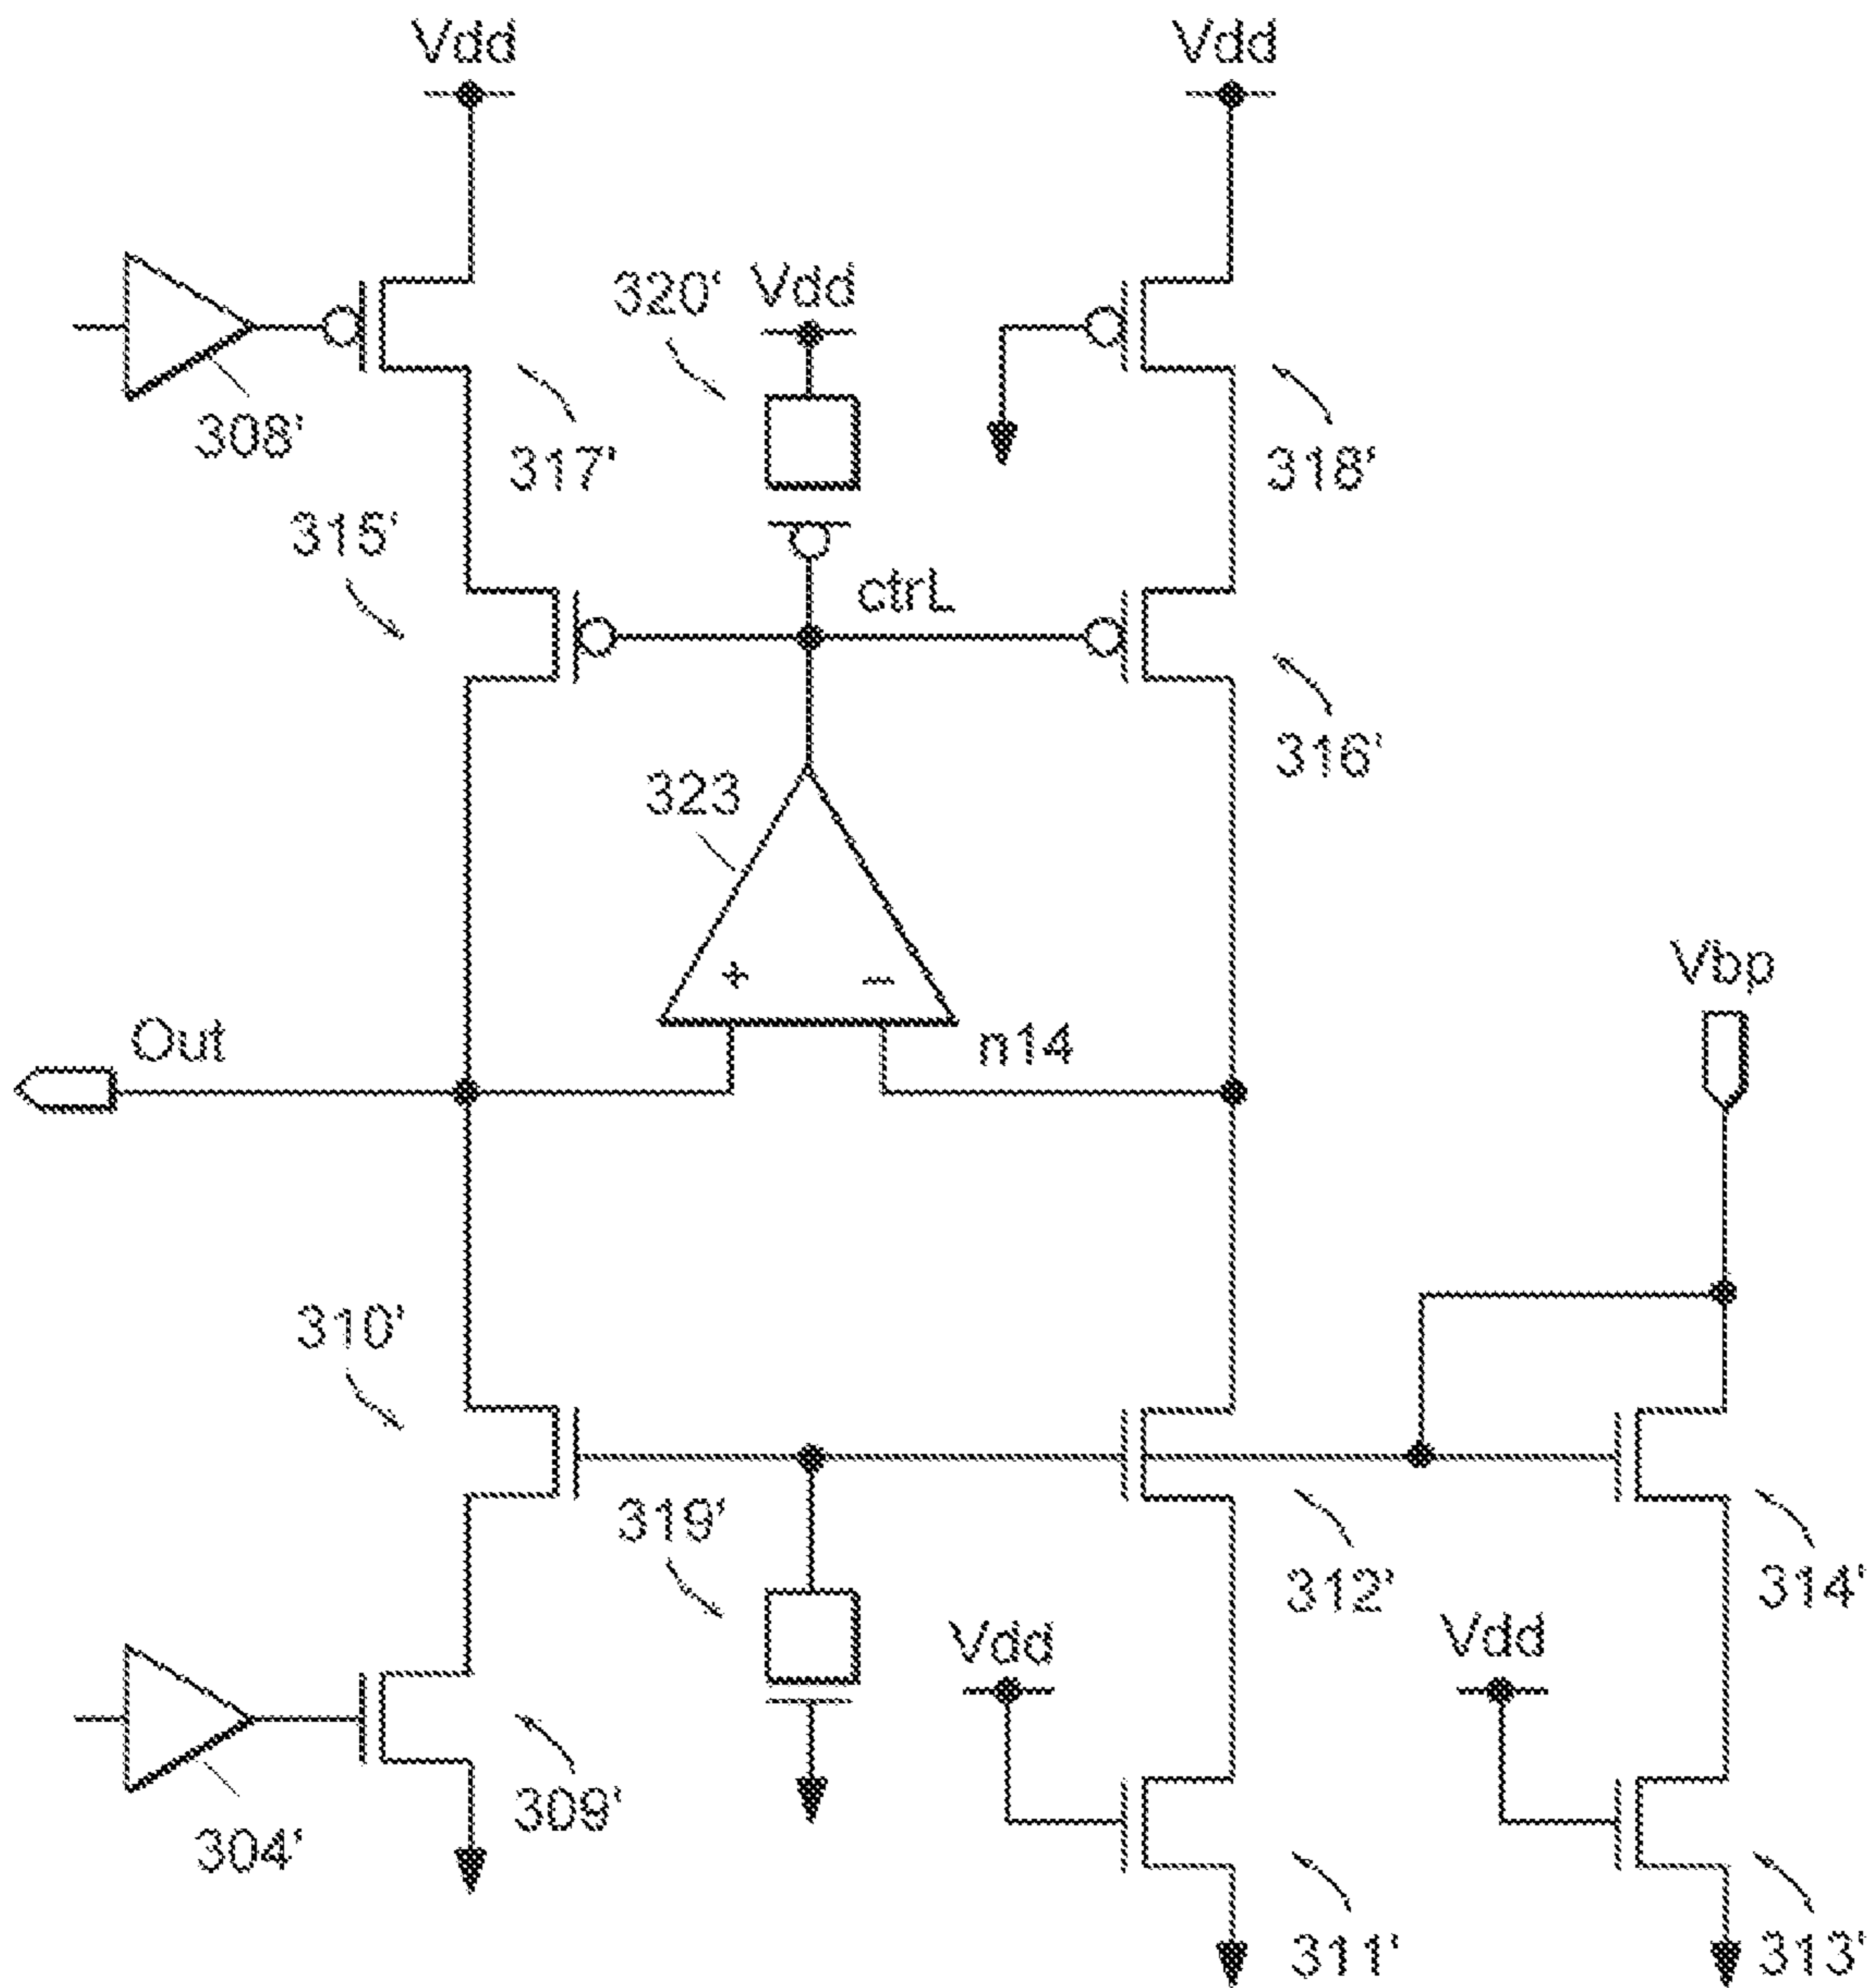 Vdd
Vdd
320'
Vdd
308'
317'
318'
315'
ctrL
316'
323
+
−
Vbp
Out
n14
310'
319'
312'
314'
Vdd
Vdd
304'
309'
311'
313'